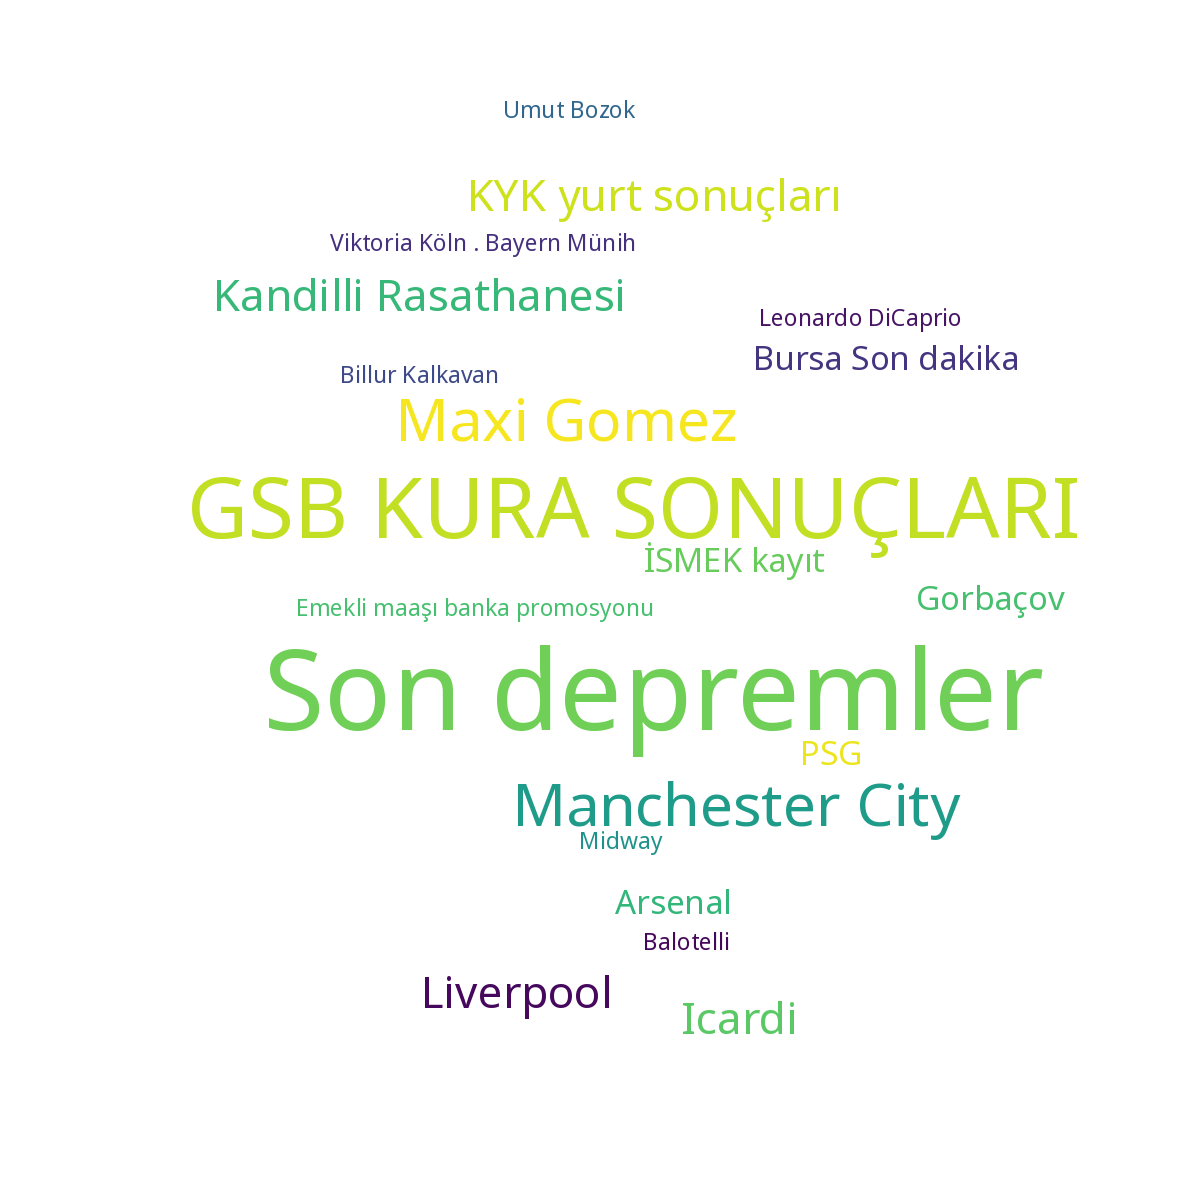 Umut Bozok
KYK yurt sonuçları
Viktoria Köln . Bayern Münih
Kandilli Rasathanesi
Leonardo DiCaprio
Bursa Son dakika
Billur Kalkavan
Maxi Gomez
GSB KURA SONUÇLARI
İSMEK kayıt
Gorbaçov
Emekli maaşı banka promosyonu
Son depremler
PSG
Manchester City
Midway
Arsenal
Balotelli
Liverpool
Icardi